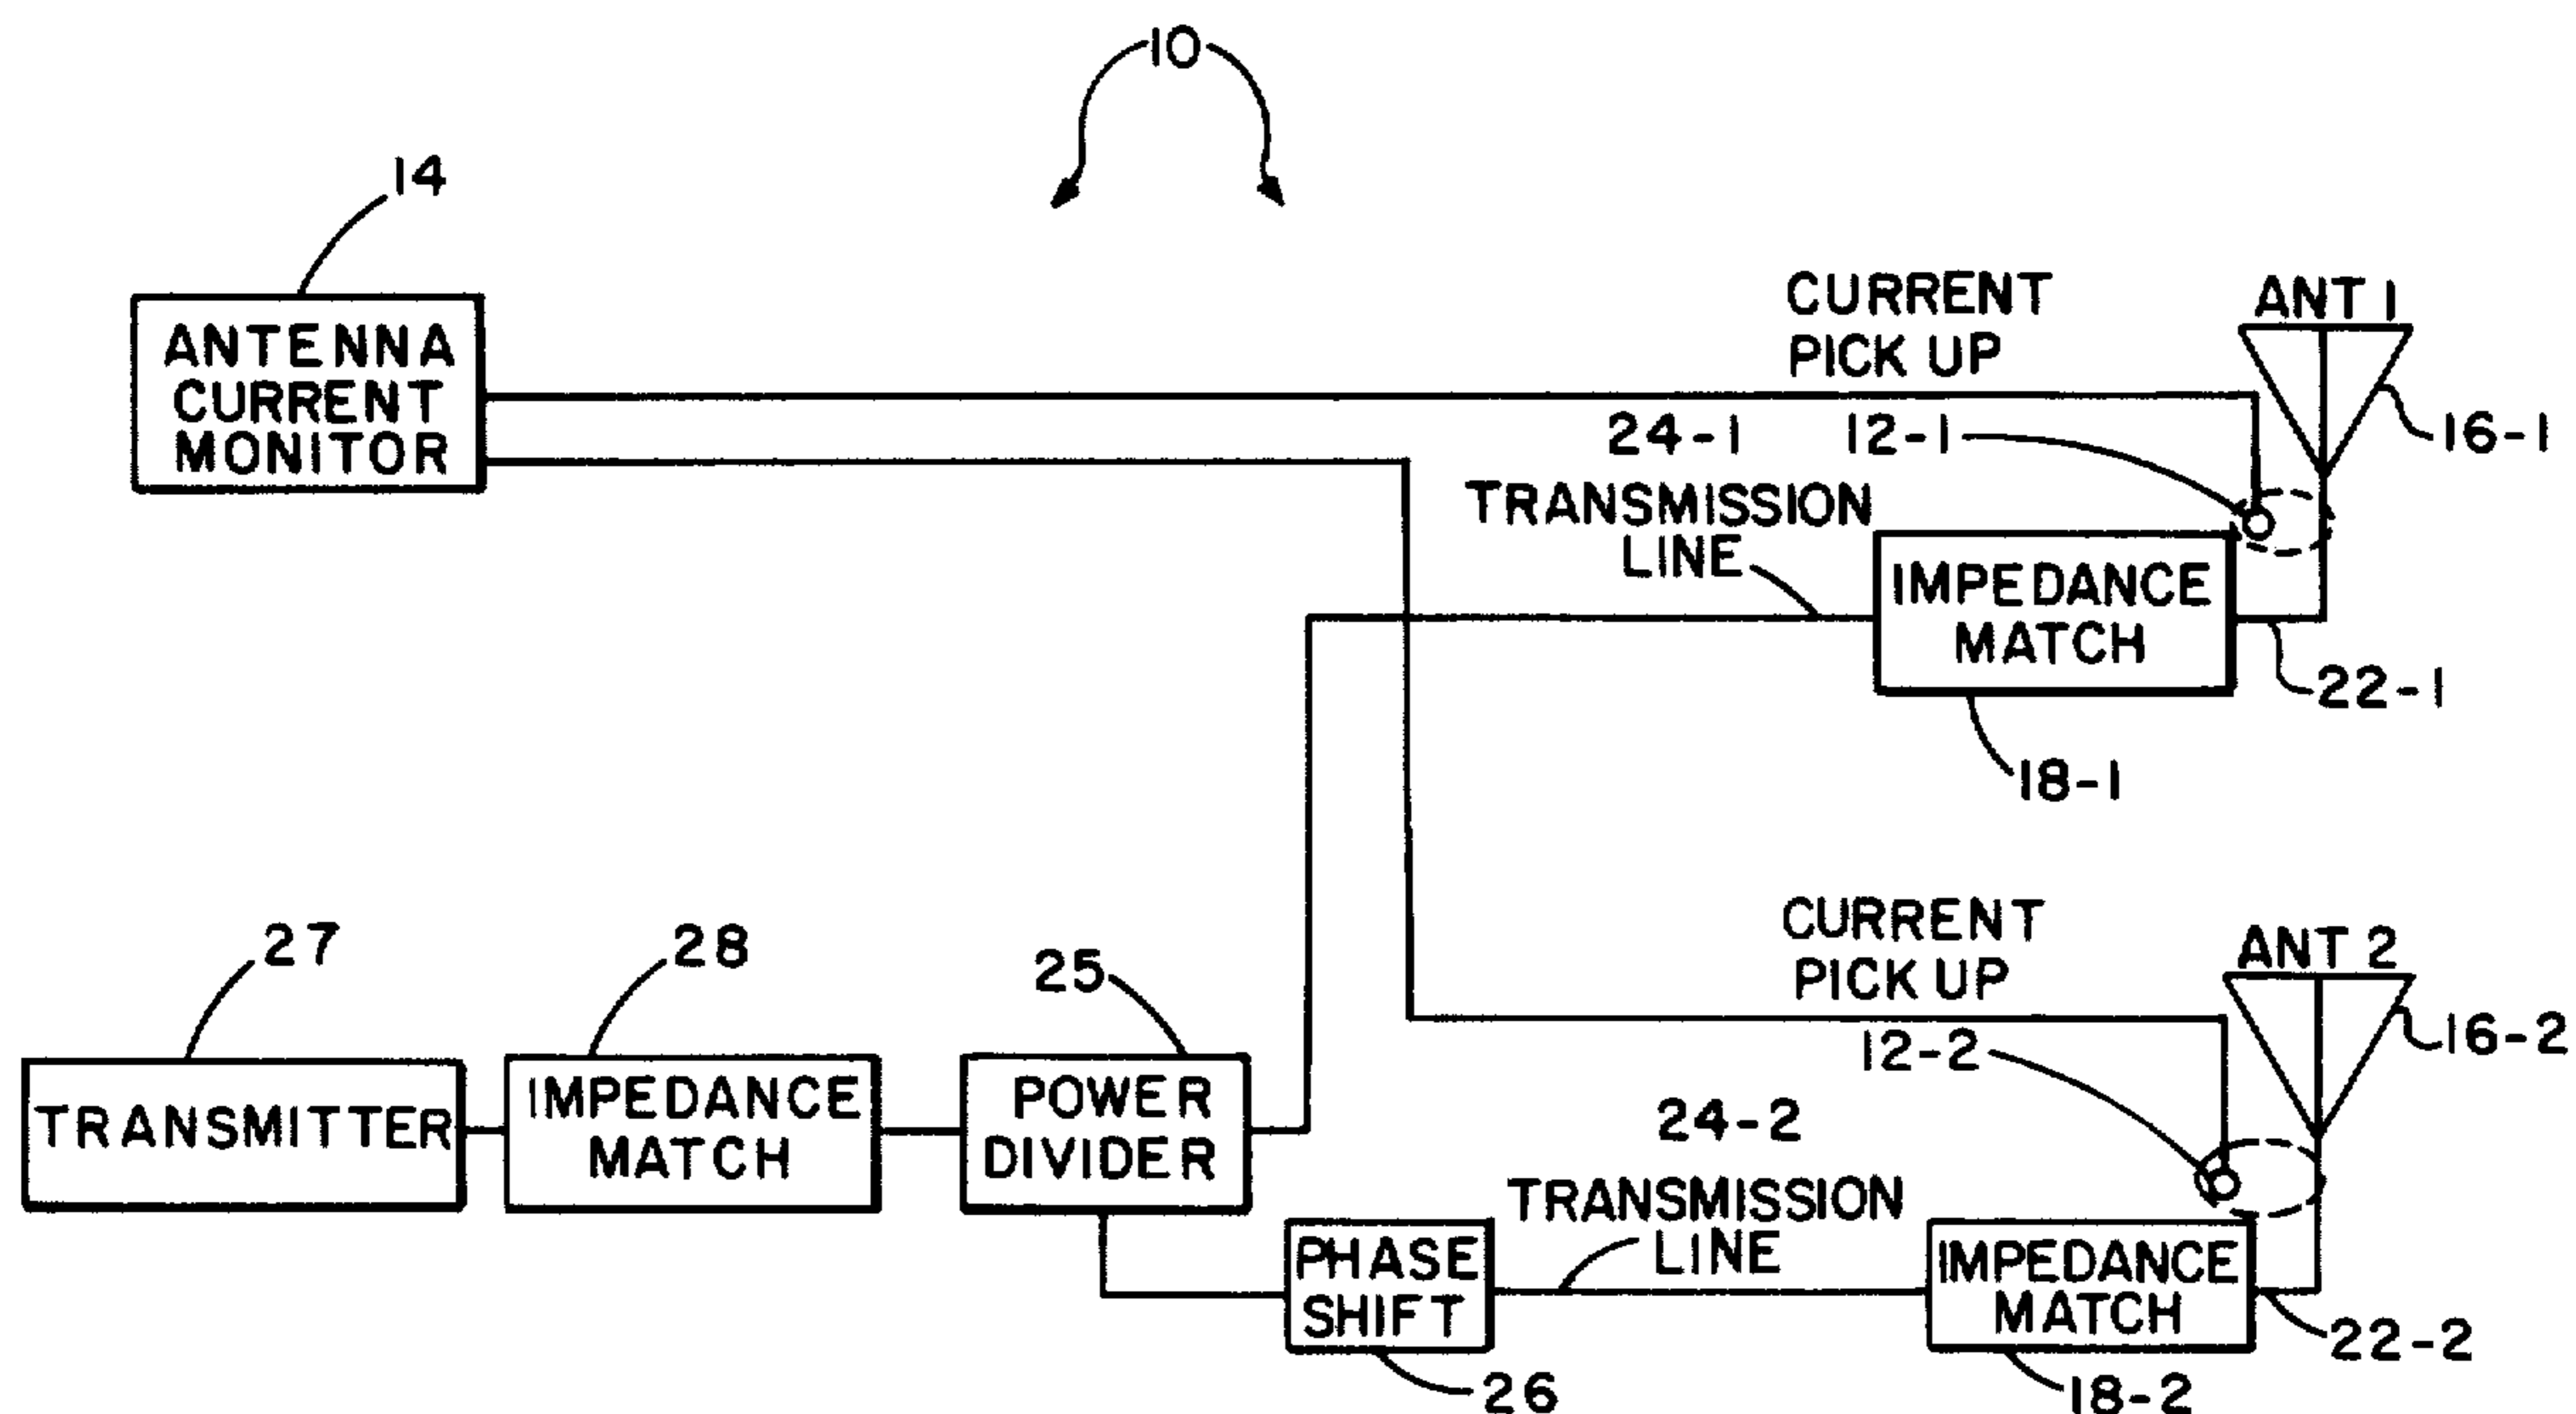 10
14
ANTENNA
CURRENT
MONITOR
CURRENT
PICK UP
ANT 1
24-1
12-1
16-1
TRANSMISSION
LINE
IMPEDANCE
MATCH
22-1
18-1
27
28
25
TRANSMITTER
IMPEDANCE
MATCH
POWER
DIVIDER
CURRENT
PICK UP
ANT 2
12-2
16-2
24-2
TRANSMISSION
LINE
PHASE
SHIFT
26
IMPEDANCE
MATCH
22-2
18-2